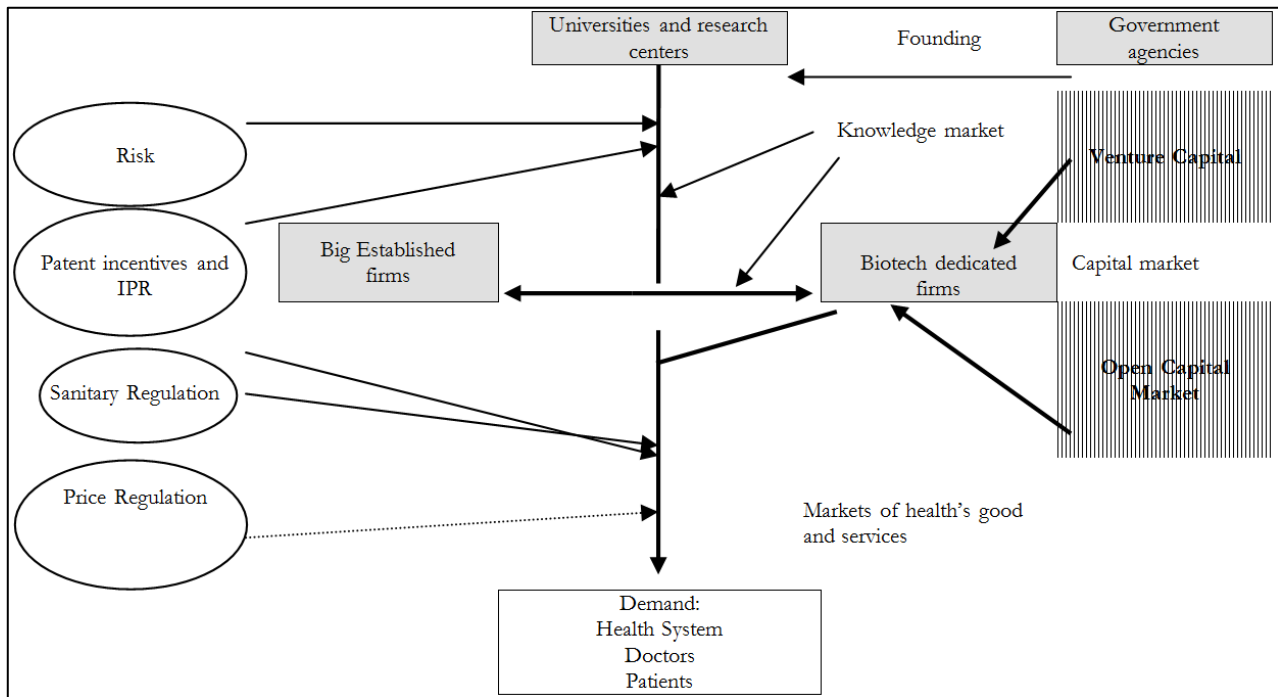 Universities and research
centers
Founding
Government
agencies
Knowledge market
Risk
Venture Capital
Patent incentives and
IPR
Big Established
firms
Biotech dedicated
firms
Capital market
Sanitary Regulation
Open Capital
Market
Price Regulation
Markets of health’s good
and services
Demand:
Health System
Doctors
Patients